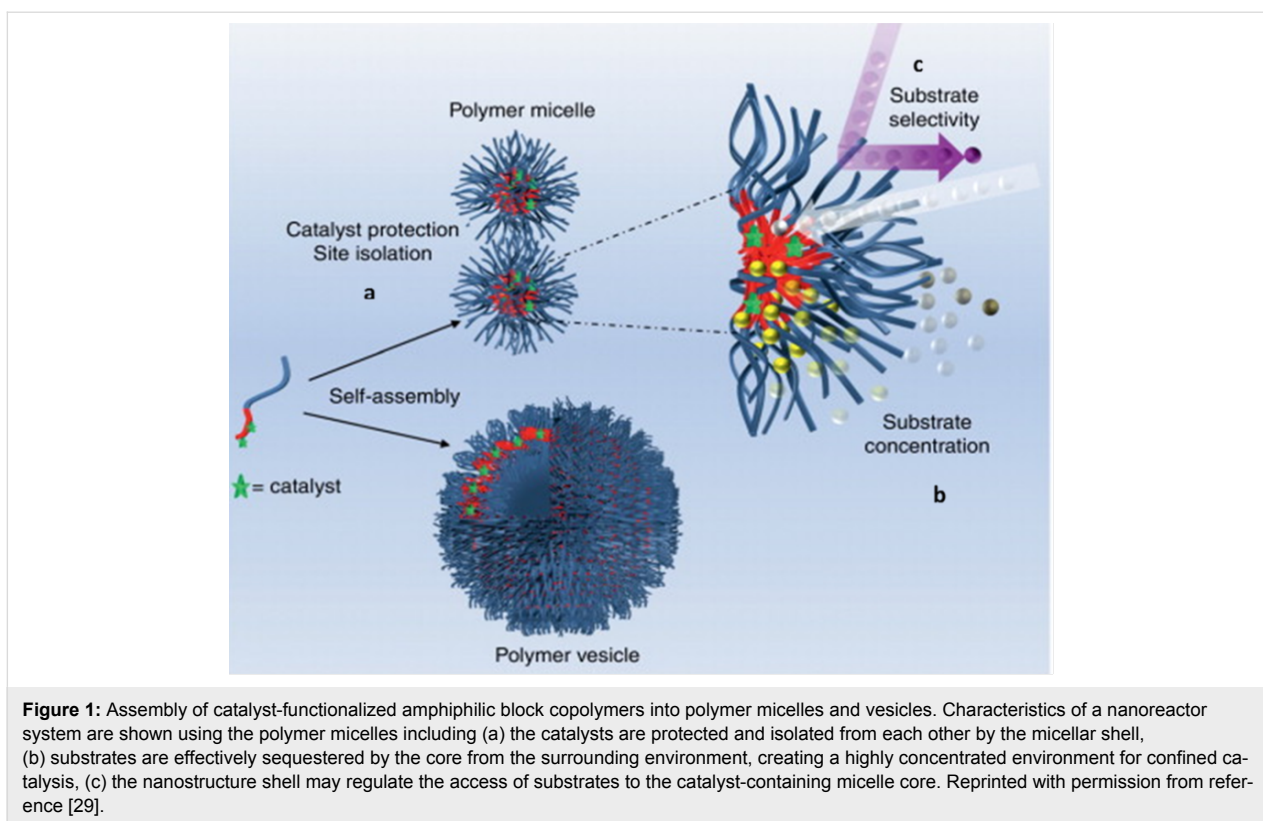 c
Substrate
selectivity
Polymer micelle
Catalyst protection
Site isolation
a
Self-assembly
= catalyst
Substrate
concentration
b
Polymer vesicle
Figure 1: Assembly of catalyst-functionalized amphiphilic block copolymers into polymer micelles and vesicles. Characteristics of a nanoreactor
system are shown using the polymer micelles including (a) the catalysts are protected and isolated from each other by the micellar shell,
(b) substrates are effectively sequestered by the core from the surrounding environment, creating a highly concentrated environment for confined ca-
talysis, (c) the nanostructure shell may regulate the access of substrates to the catalyst-containing micelle core. Reprinted with permission from refer-
ence [29].